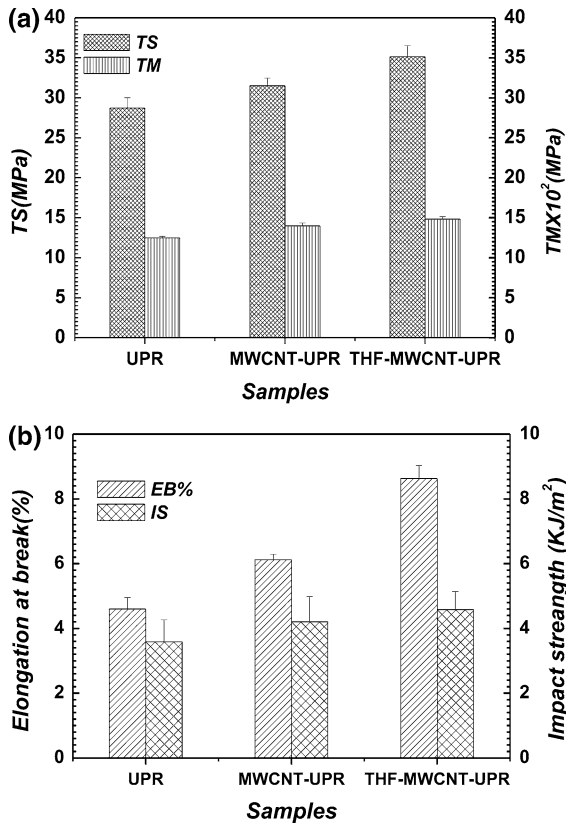 (a)
40
35
30
25
20
15
10
5
0
TS(MPa)
TS
TM
40
35
30
25
20
15
10
5
0
TMX10²(MPa)
UPR MWCNT-UPR THF-MWCNT-UPR
Samples
(b)
10
8
6
4
2
0
Elongation at break(%)
EB%
IS
10
8
6
4
2
0
Impact streangth (KJ/m²)
UPR MWCNT-UPR THF-MWCNT-UPR
Samples